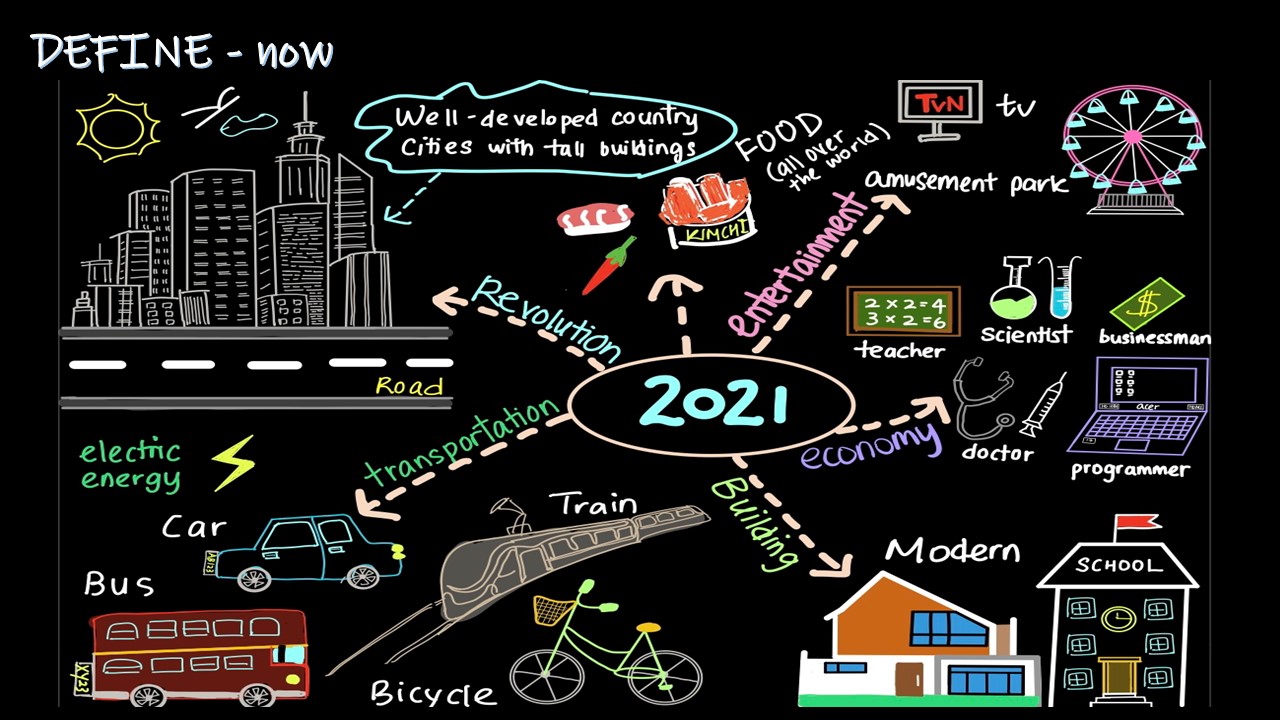 DEFINE - now
Well-developed country
Cities with tall buildings
FOOD
(all over
the world)
KIMCHI
TvN
tv
amusement park
entertainment
Revolution
2 x 2 = 4
3 x 2 = 6
teacher
scientist
$
businessman
Road
2021
transportation
economy
acer
doctor
programmer
electric
energy
Car
Train
Building
Modern
SCHOOL
Bus
Bicycle